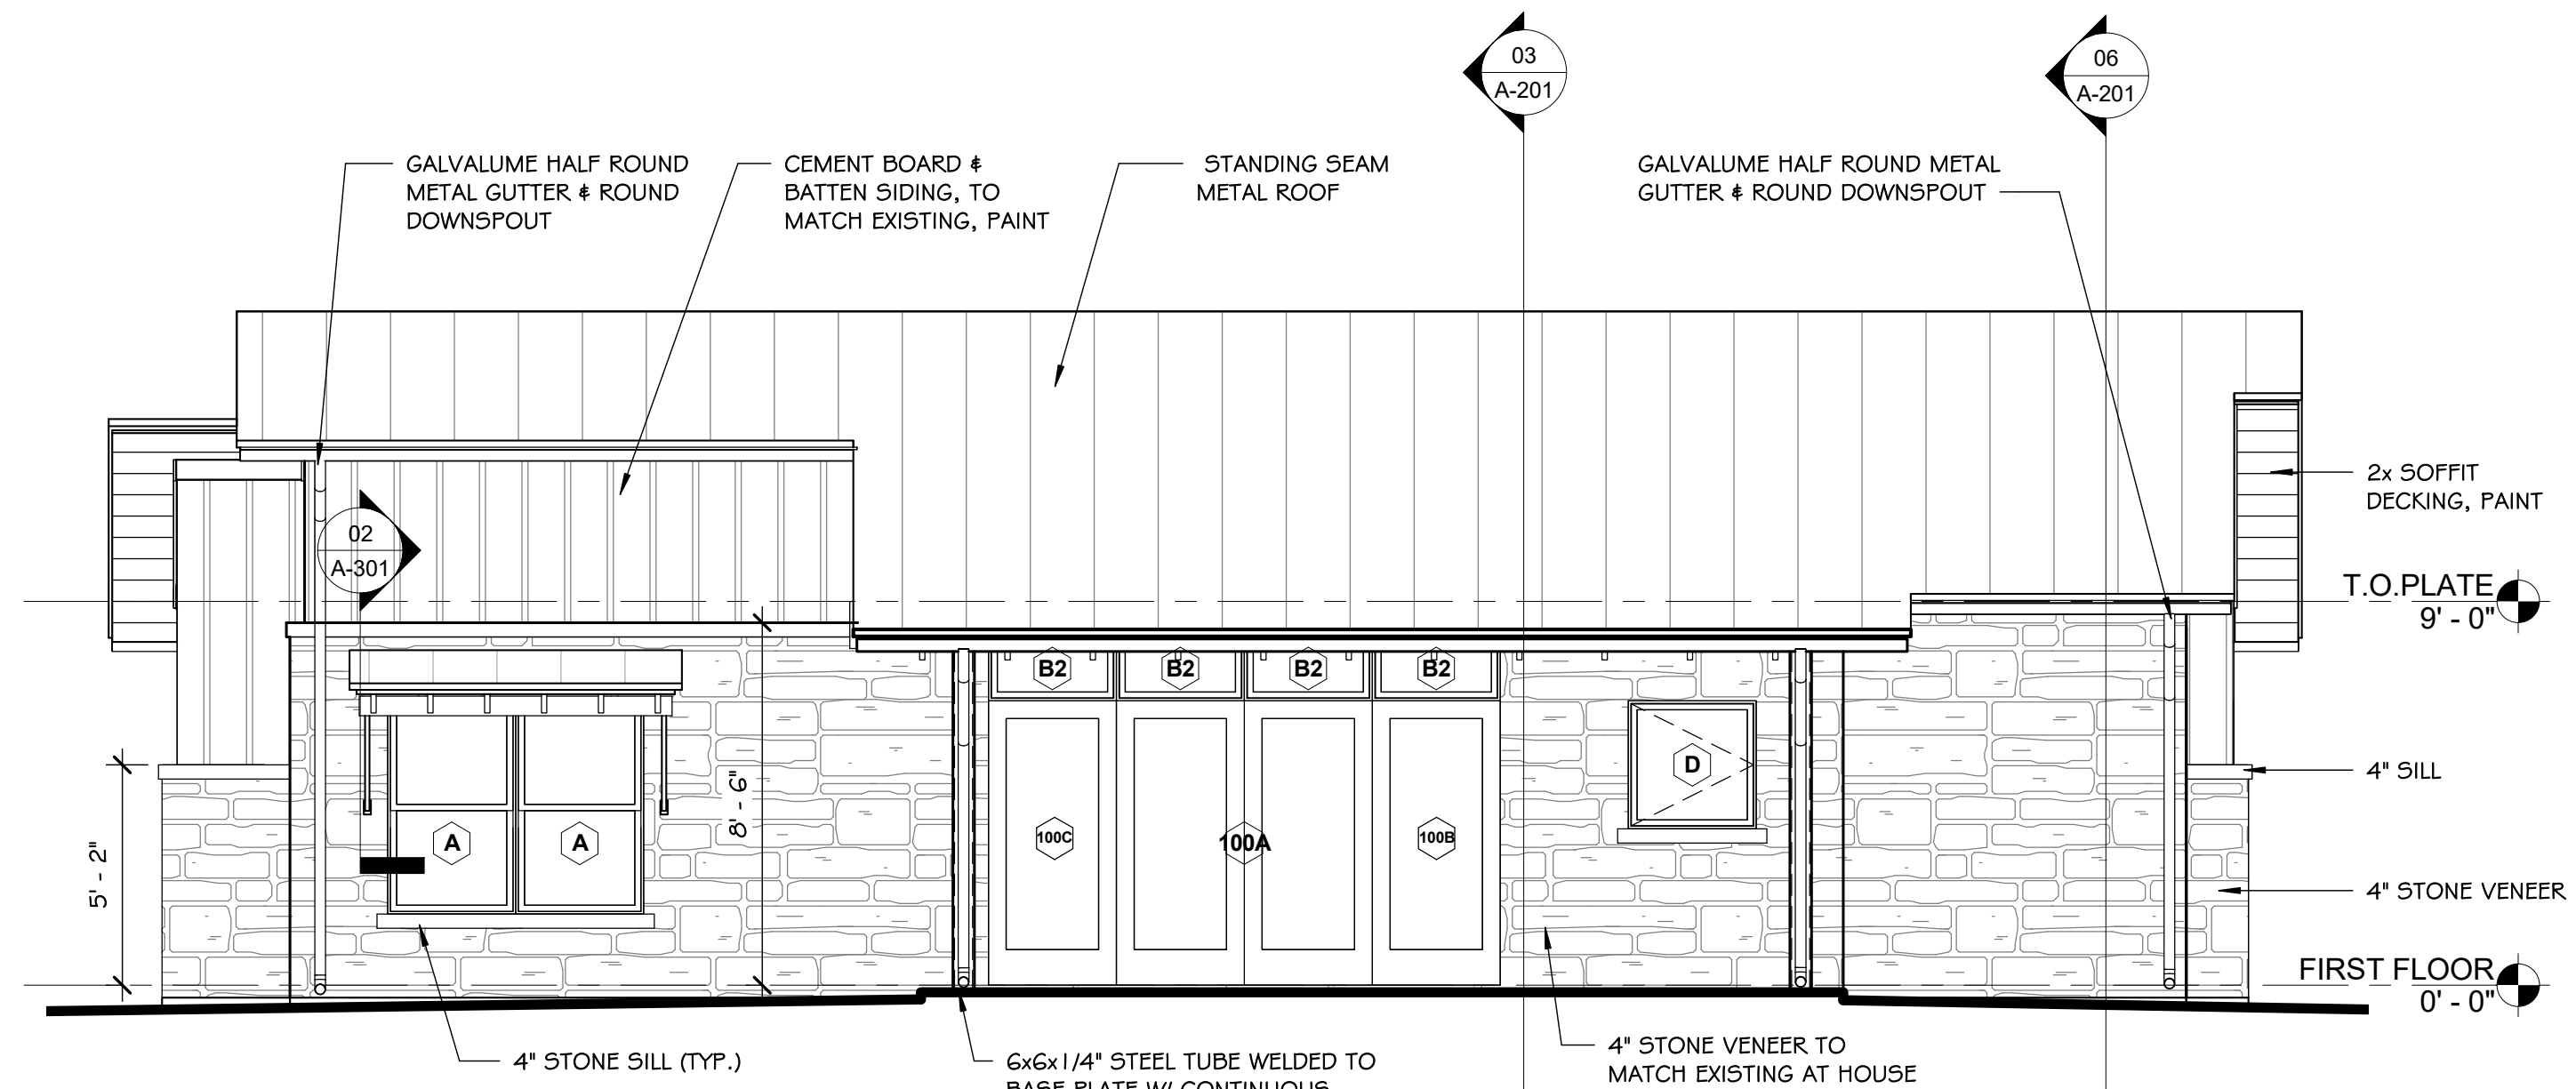 03
A-201
06
A-201
GALVALUME HALF ROUND
METAL GUTTER & ROUND
DOWNSPOUT
CEMENT BOARD &
BATTEN SIDING, TO
MATCH EXISTING, PAINT
STANDING SEAM
METAL ROOF
GALVALUME HALF ROUND METAL
GUTTER & ROUND DOWNSPOUT
2x SOFFIT
DECKING, PAINT
02
A-301
T.O.PLATE
9' - 0"
B2
B2
B2
B2
D
4" SILL
8' - 6"
5' - 2"
A
A
100C
100A
100B
4" STONE VENEER
FIRST FLOOR
0' - 0"
4" STONE SILL (TYP.)
6x6x1/4" STEEL TUBE WELDED TO
BASE PLATE W/ CONTINUOUS
4" STONE VENEER TO
MATCH EXISTING AT HOUSE